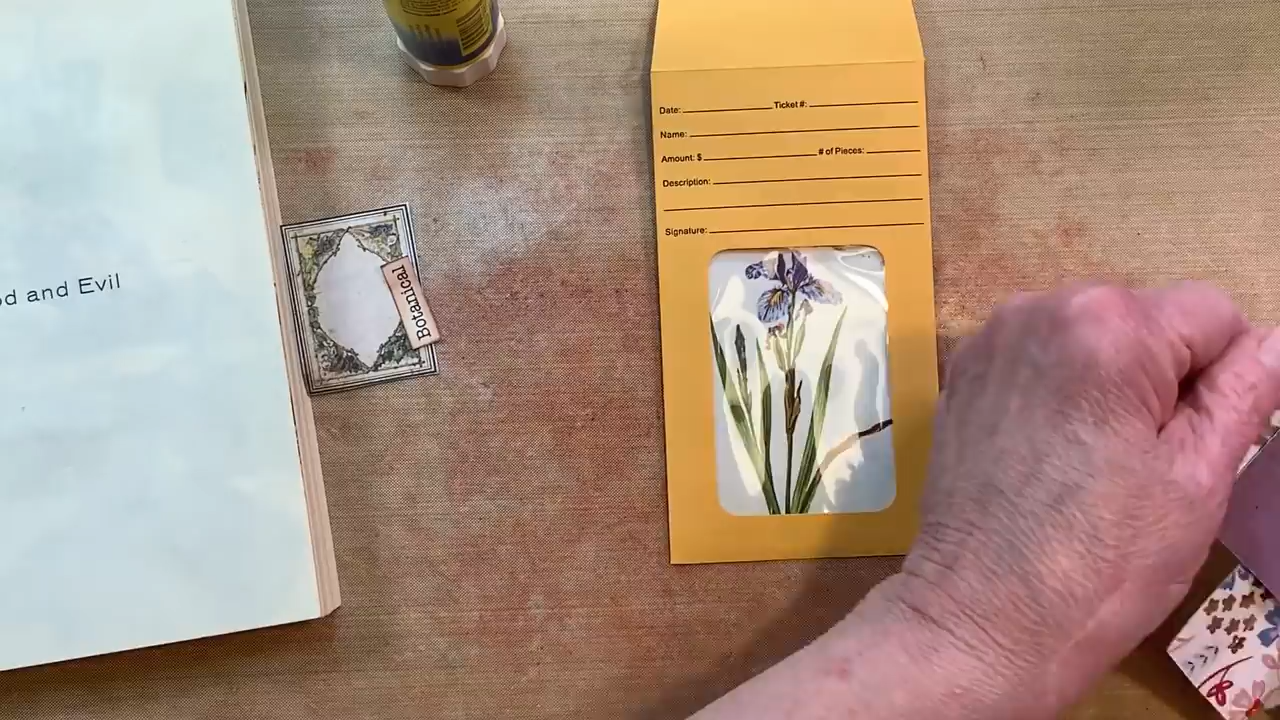 od and Evil
Botanical
Date: Ticket #:
Name:
Amount: $ # of Pieces:
Description:
Signature: